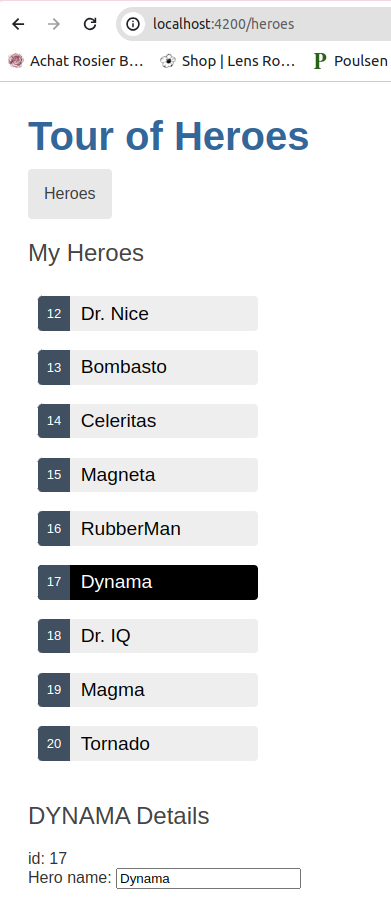 localhost:4200/heroes
Achat Rosier B... Shop | Lens Ro... P Poulsen
Tour of Heroes
Heroes
My Heroes
12 Dr. Nice
13 Bombasto
14 Celeritas
15 Magneta
16 RubberMan
17 Dynama
18 Dr. IQ
19 Magma
20 Tornado
DYNAMA Details
id: 17
Hero name: Dynama